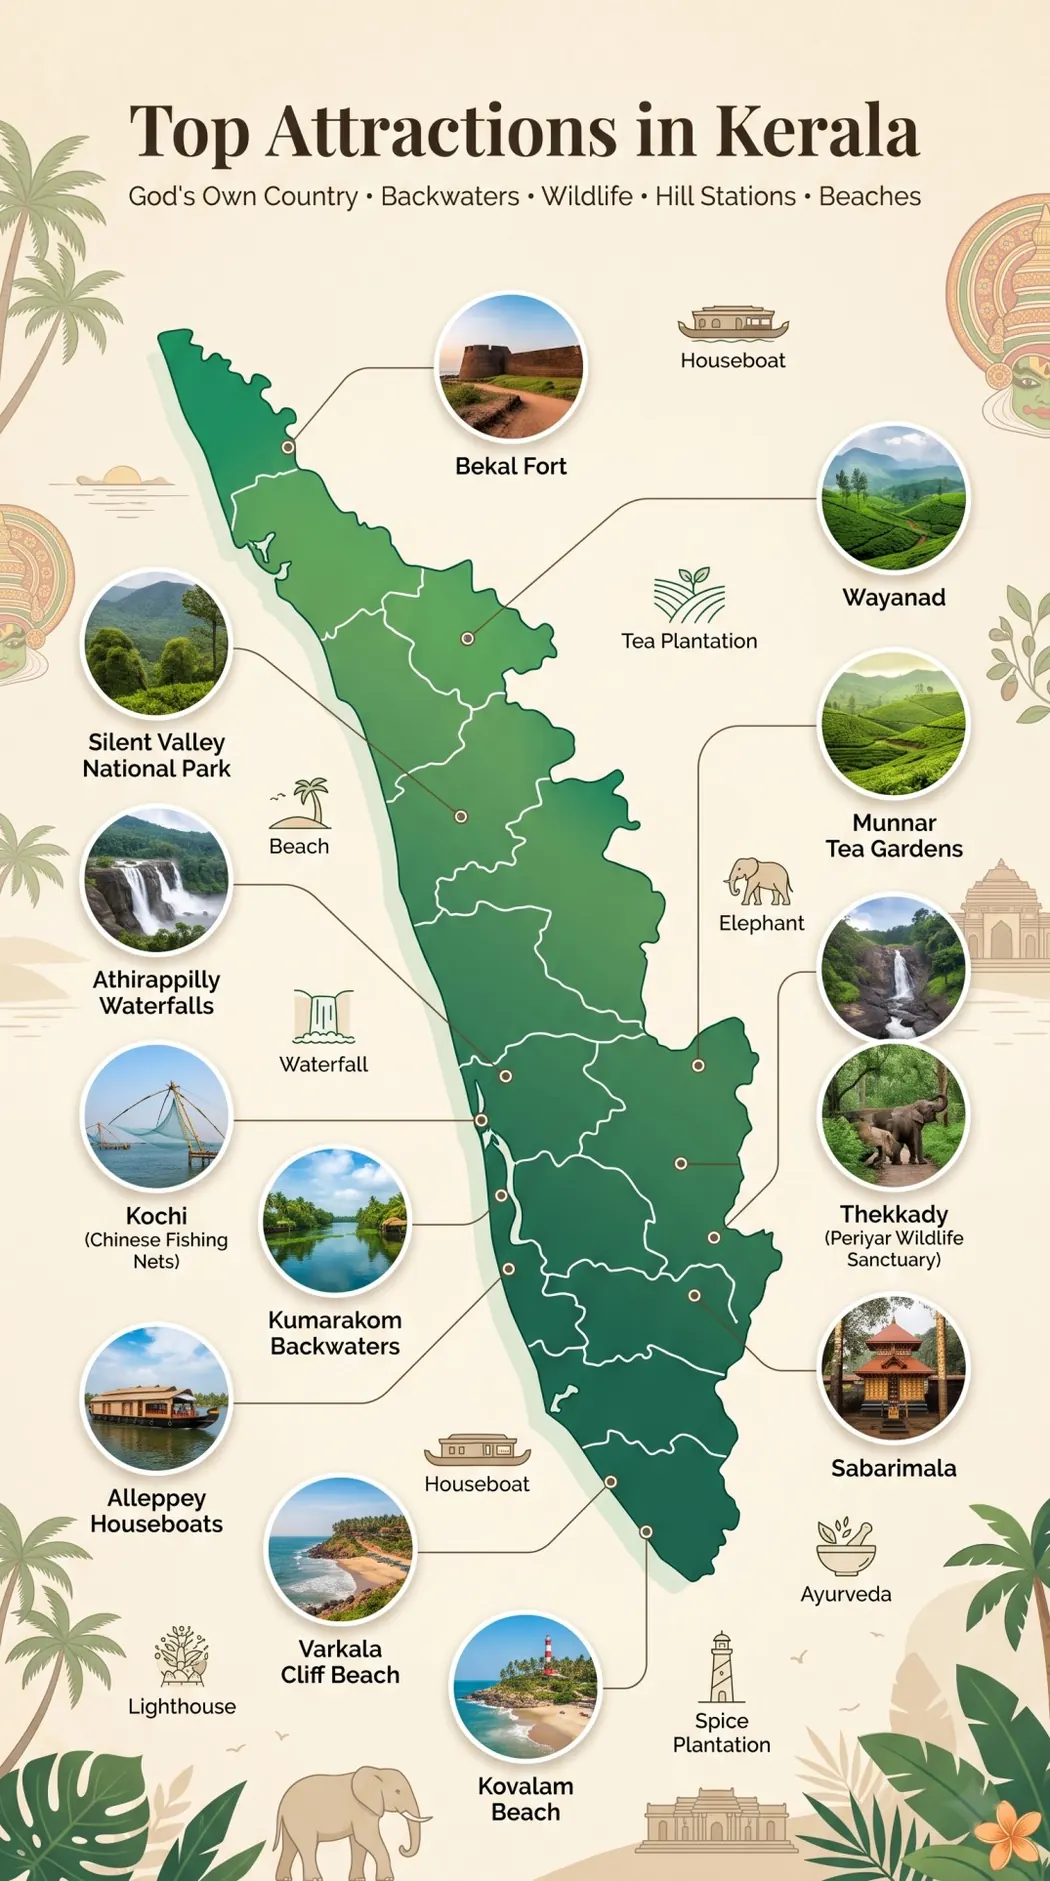 Top Attractions in Kerala
God's Own Country • Backwaters • Wildlife • Hill Stations • Beaches
Houseboat
Bekal Fort
Wayanad
Tea Plantation
Silent Valley
National Park
Beach
Munnar
Tea Gardens
Elephant
Athirappilly
Waterfalls
Waterfall
Kochi
(Chinese Fishing
Nets)
Thekkady
(Periyar Wildlife
Sanctuary)
Kumarakom
Backwaters
Sabarimala
Houseboat
Alleppey
Houseboats
Ayurveda
Varkala
Cliff Beach
Lighthouse
Spice
Plantation
Kovalam
Beach